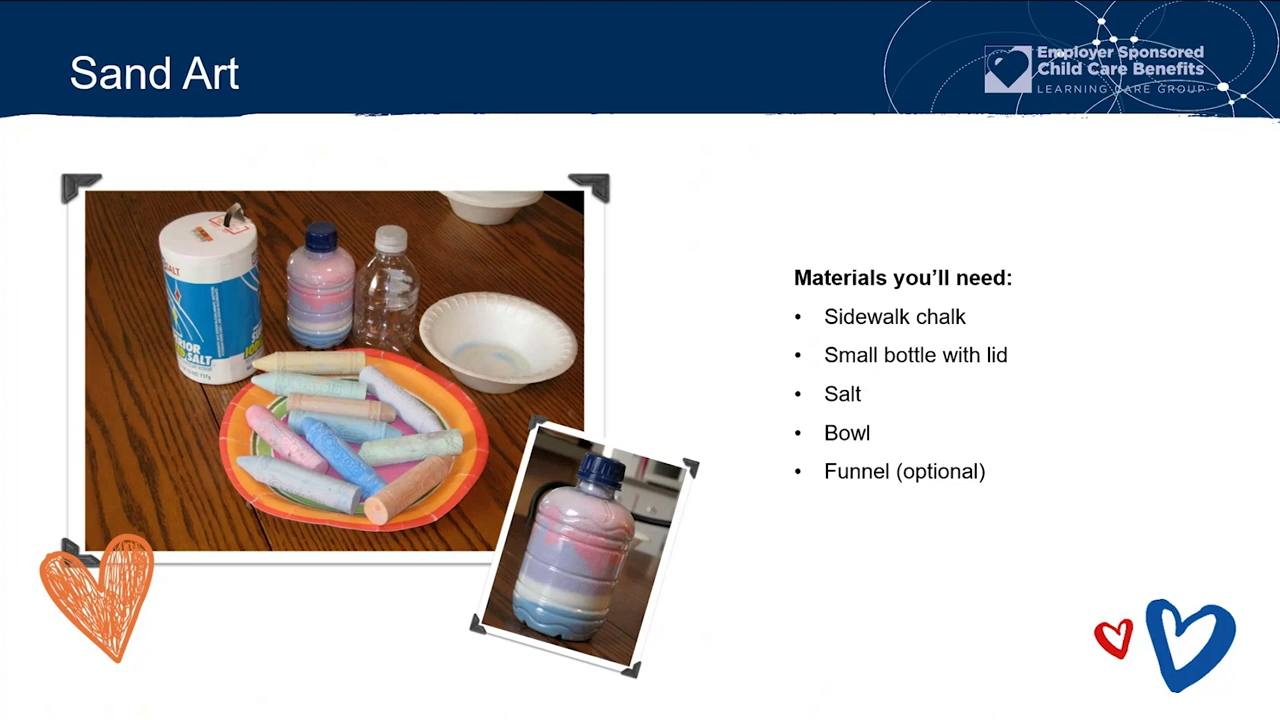 Sand Art
Employer Sponsored
Child Care Benefits
LEARNING CARE GROUP
Materials you’ll need:
• Sidewalk chalk
• Small bottle with lid
• Salt
• Bowl
• Funnel (optional)
SALT
SALT